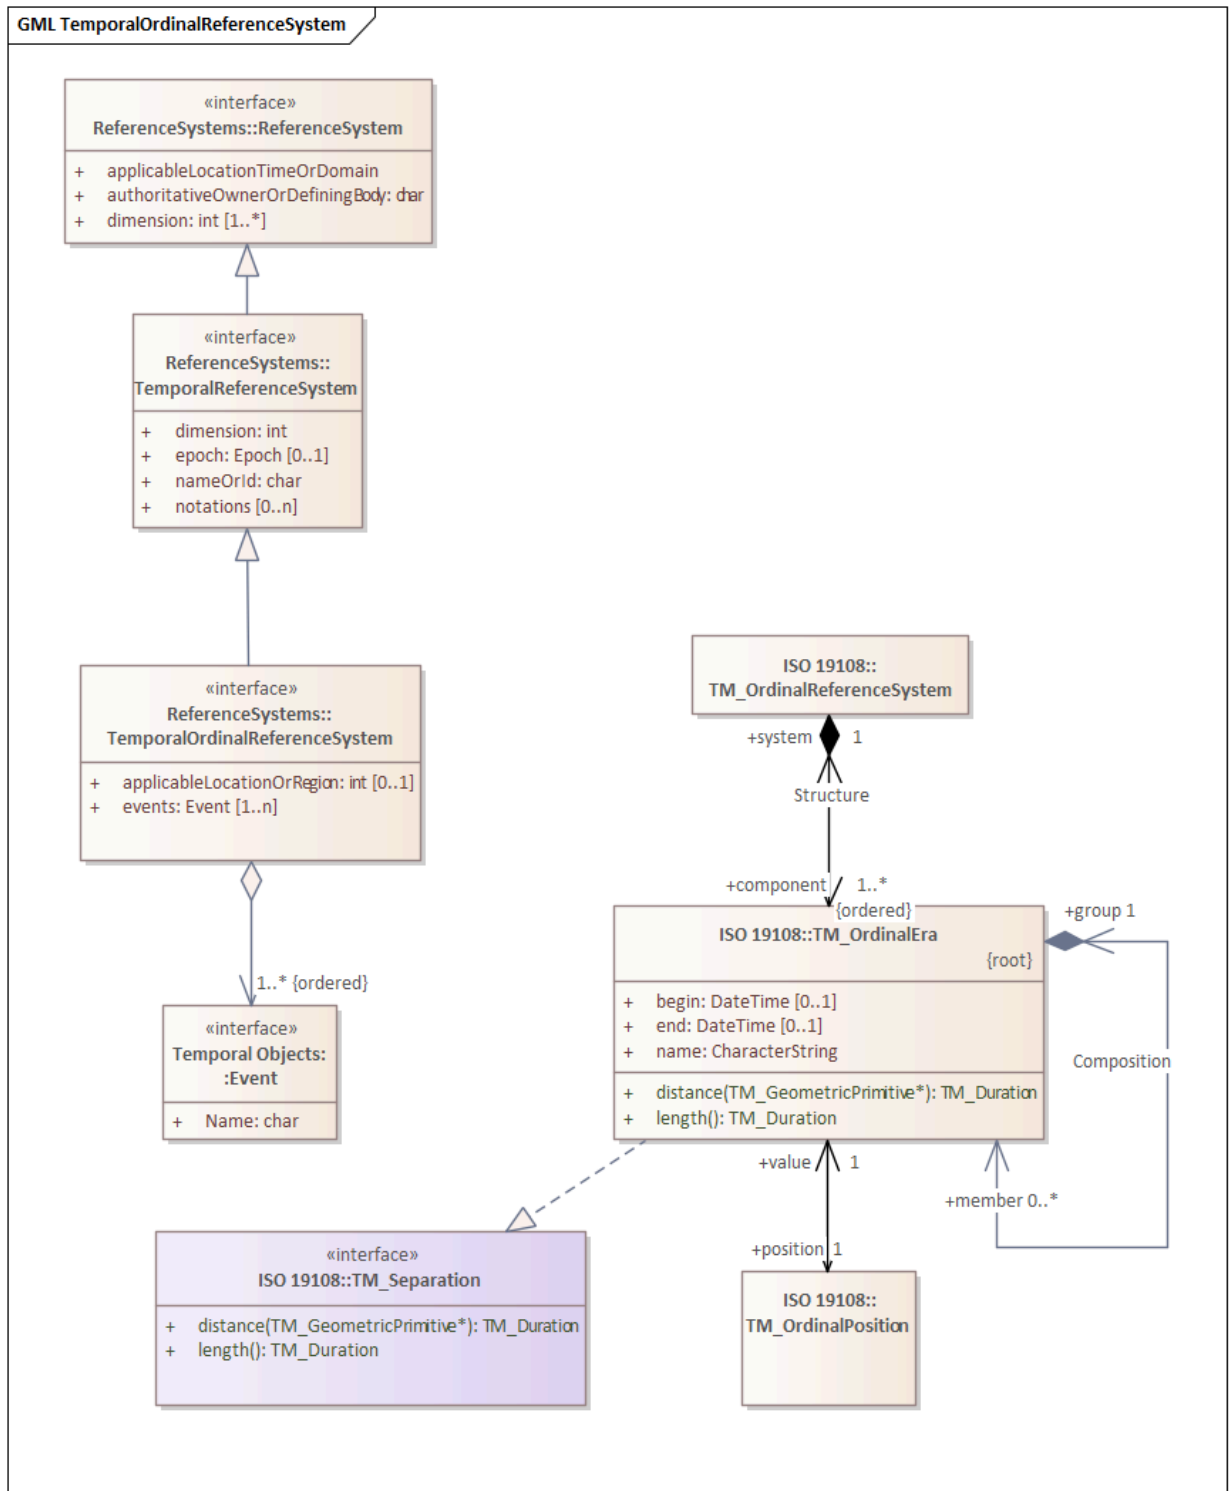 GML TemporalOrdinalReferenceSystem
«interface»
ReferenceSystems::ReferenceSystem
+ applicableLocationTimeOrDomain
+ authoritativeOwnerOrDefiningBody: char
+ dimension: int [1..*]
«interface»
ReferenceSystems::
TemporalReferenceSystem
+ dimension: int
+ epoch: Epoch [0..1]
+ nameOrId: char
+ notations [0..n]
«interface»
ReferenceSystems::
TemporalOrdinalReferenceSystem
+ applicableLocationOrRegion: int [0..1]
+ events: Event [1..n]
1..* {ordered}
«interface»
Temporal Objects:
:Event
+ Name: char
ISO 19108::
TM_OrdinalReferenceSystem
+system 1
Structure
+component 1..*
{ordered}
ISO 19108::TM_OrdinalEra
{root}
+ begin: DateTime [0..1]
+ end: DateTime [0..1]
+ name: CharacterString
+ distance(TM_GeometricPrimitive*): TM_Duration
+ length(): TM_Duration
+group 1
Composition
+member 0..*
+value 1
+position 1
«interface»
ISO 19108::TM_Separation
+ distance(TM_GeometricPrimitive*): TM_Duration
+ length(): TM_Duration
ISO 19108::
TM_OrdinalPosition